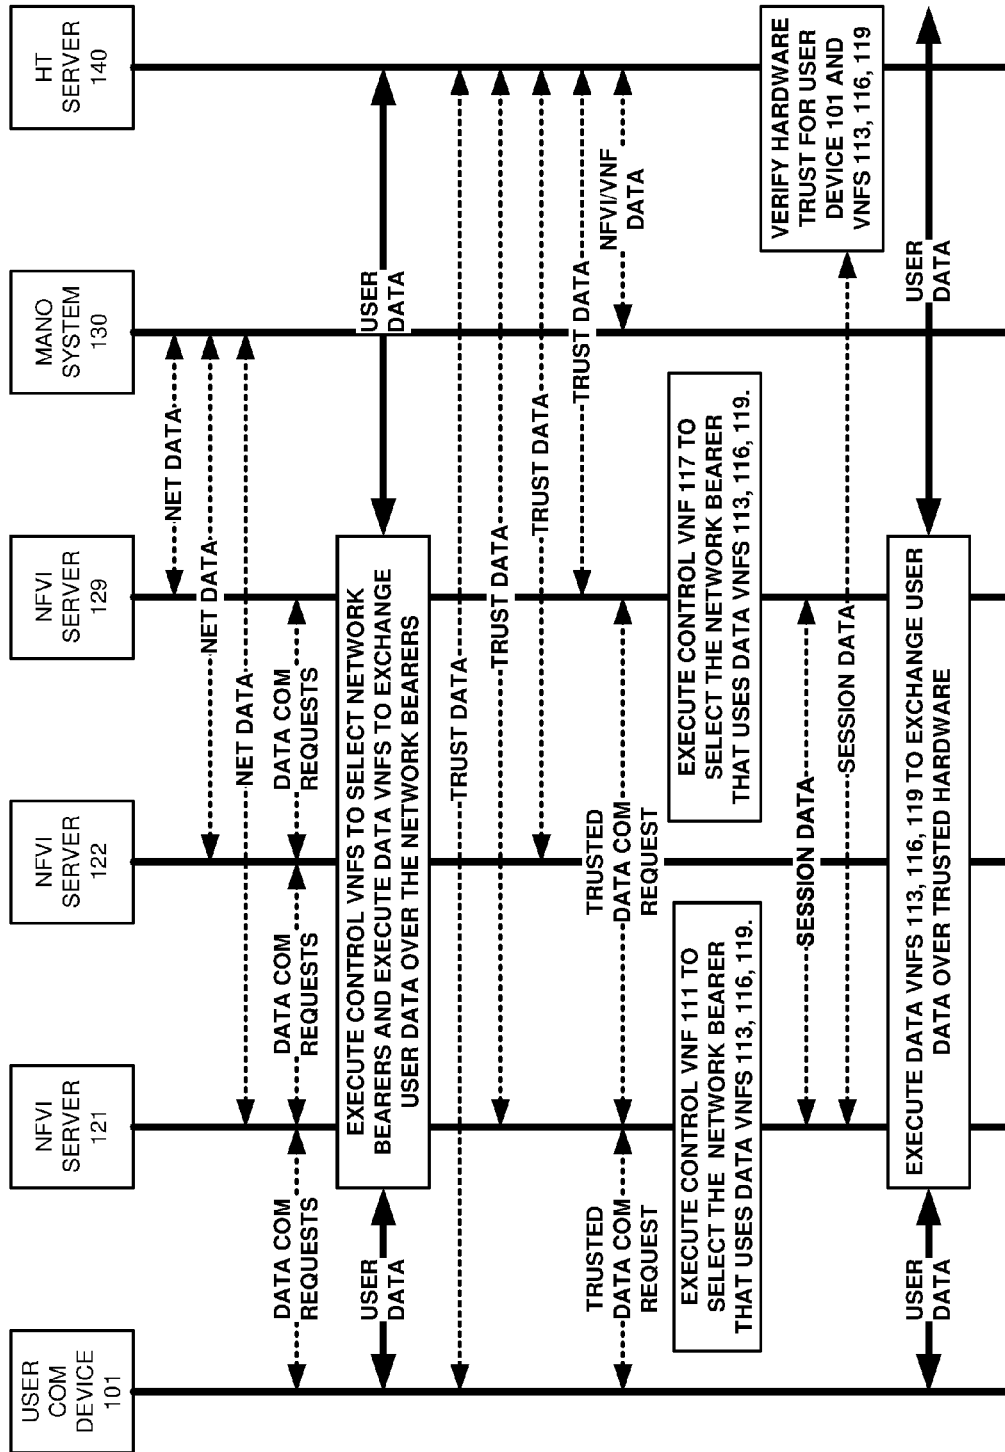 USER
COM
DEVICE
101
NFVI
SERVER
121
NFVI
SERVER
122
NFVI
SERVER
129
MANO
SYSTEM
130
HT
SERVER
140
NET DATA
NET DATA
NET DATA
DATA COM
REQUESTS
DATA COM
REQUESTS
DATA COM
REQUESTS
USER
DATA
EXECUTE CONTROL VNFS TO SELECT NETWORK
BEARERS AND EXECUTE DATA VNFS TO EXCHANGE
USER DATA OVER THE NETWORK BEARERS
USER
DATA
TRUST DATA
TRUST DATA
TRUST DATA
TRUST DATA
NFVI/VNF
DATA
TRUSTED
DATA COM
REQUEST
TRUSTED
DATA COM
REQUEST
EXECUTE CONTROL VNF 111 TO
SELECT THE NETWORK BEARER
THAT USES DATA VNFS 113, 116, 119.
EXECUTE CONTROL VNF 117 TO
SELECT THE NETWORK BEARER
THAT USES DATA VNFS 113, 116, 119.
VERIFY HARDWARE
TRUST FOR USER
DEVICE 101 AND
VNFS 113, 116, 119
SESSION DATA
SESSION DATA
USER
DATA
EXECUTE DATA VNFS 113, 116, 119 TO EXCHANGE USER
DATA OVER TRUSTED HARDWARE
USER
DATA